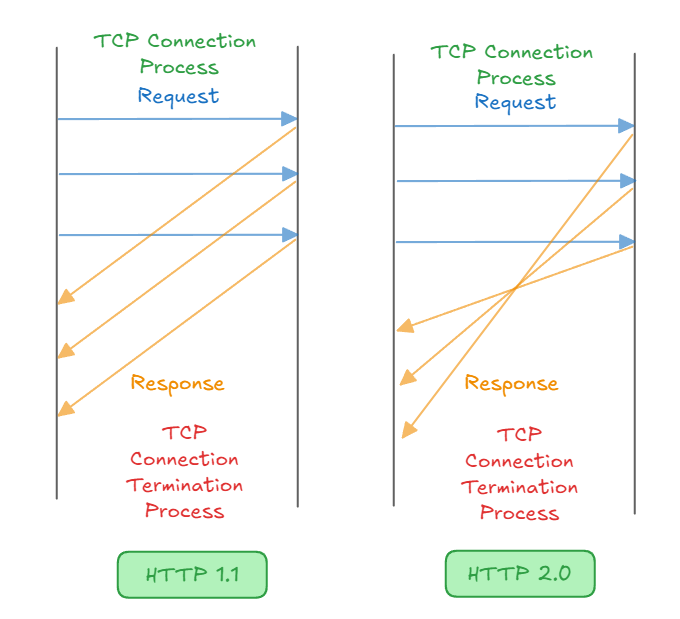 TCP Connection
Process
Request
Response
TCP
Connection
Termination
Process
HTTP 1.1
TCP Connection
Process
Request
Response
TCP
Connection
Termination
Process
HTTP 2.0